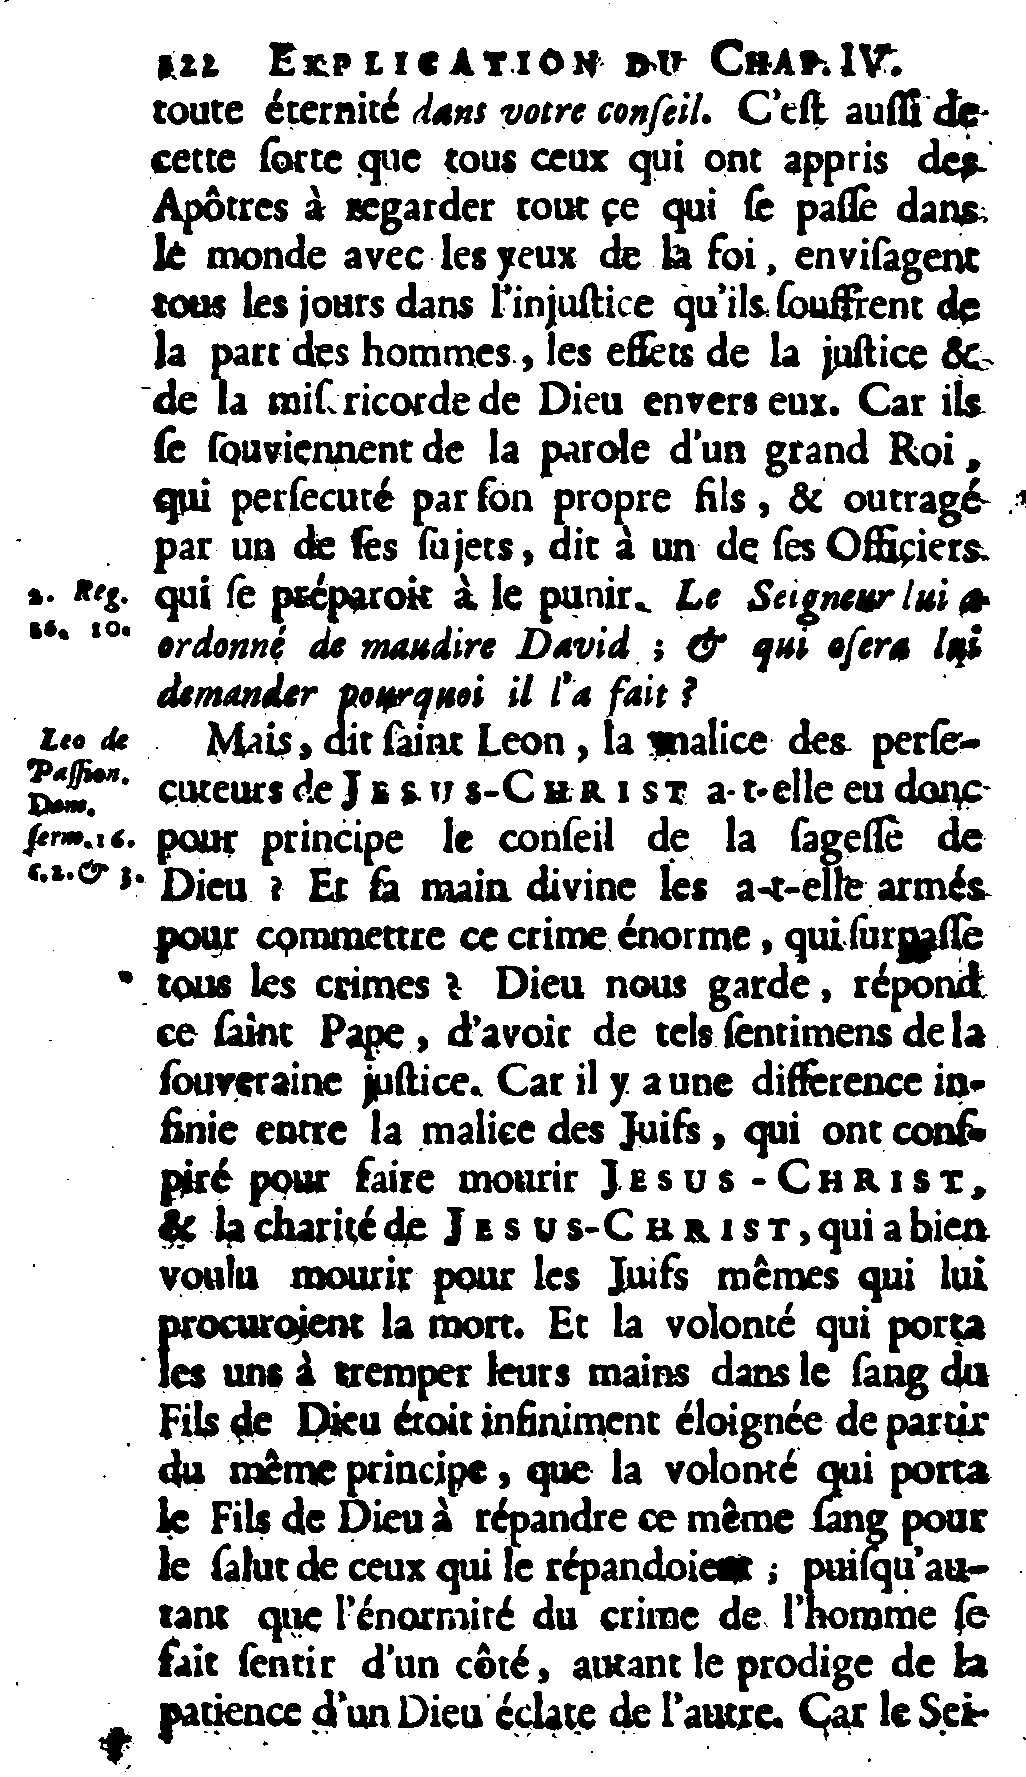 122 EXPLICATION DU CHAP. IV.
toute éternité dans votre conſeil. C'eſt auſſi de
cette ſorte que tous ceux qui ont appris des
Apôtres à regarder tout ce qui ſe paſſe dans
le monde avec les yeux de la foi, enviſagent
tous les jours dans l'injuſtice qu'ils ſouffrent de
la part des hommes, les effets de la juſtice &
de la miſericorde de Dieu envers eux. Car ils
ſe ſouviennent de la parole d'un grand Roi,
qui perſecuté par ſon propre fils, & outragé
par un de ſes ſujets, dit à un de ſes Officiers
2. Reg.
16. 10.
qui ſe préparoit à le punir. Le Seigneur lui a
ordonné de maudire David ; & qui oſera lui
demander pourquoi il l'a fait ?
Leo de
Paſſion.
Dom.
ſerm. 16.
c. 2. & 3.
Mais, dit ſaint Leon, la malice des perſe-
cuteurs de JESUS-CHRIST a-t-elle eu donc
pour principe le conſeil de la ſageſſe de
Dieu ? Et ſa main divine les a-t-elle armés
pour commettre ce crime énorme, qui ſurpaſſe
tous les crimes ? Dieu nous garde, répond
ce ſaint Pape, d'avoir de tels ſentimens de la
ſouveraine juſtice. Car il y a une difference in-
finie entre la malice des Juifs, qui ont conſ-
piré pour faire mourir JESUS-CHRIST,
& la charité de JESUS-CHRIST, qui a bien
voulu mourir pour les Juifs mêmes qui lui
procuroient la mort. Et la volonté qui porta
les uns à tremper leurs mains dans le ſang du
Fils de Dieu étoit infiniment éloignée de partir
du même principe, que la volonté qui porta
le Fils de Dieu à répandre ce même ſang pour
le ſalut de ceux qui le répandoient ; puiſqu'au-
tant que l'énormité du crime de l'homme ſe
fait ſentir d'un côté, autant le prodige de la
patience d'un Dieu éclate de l'autre. Car le Sei-